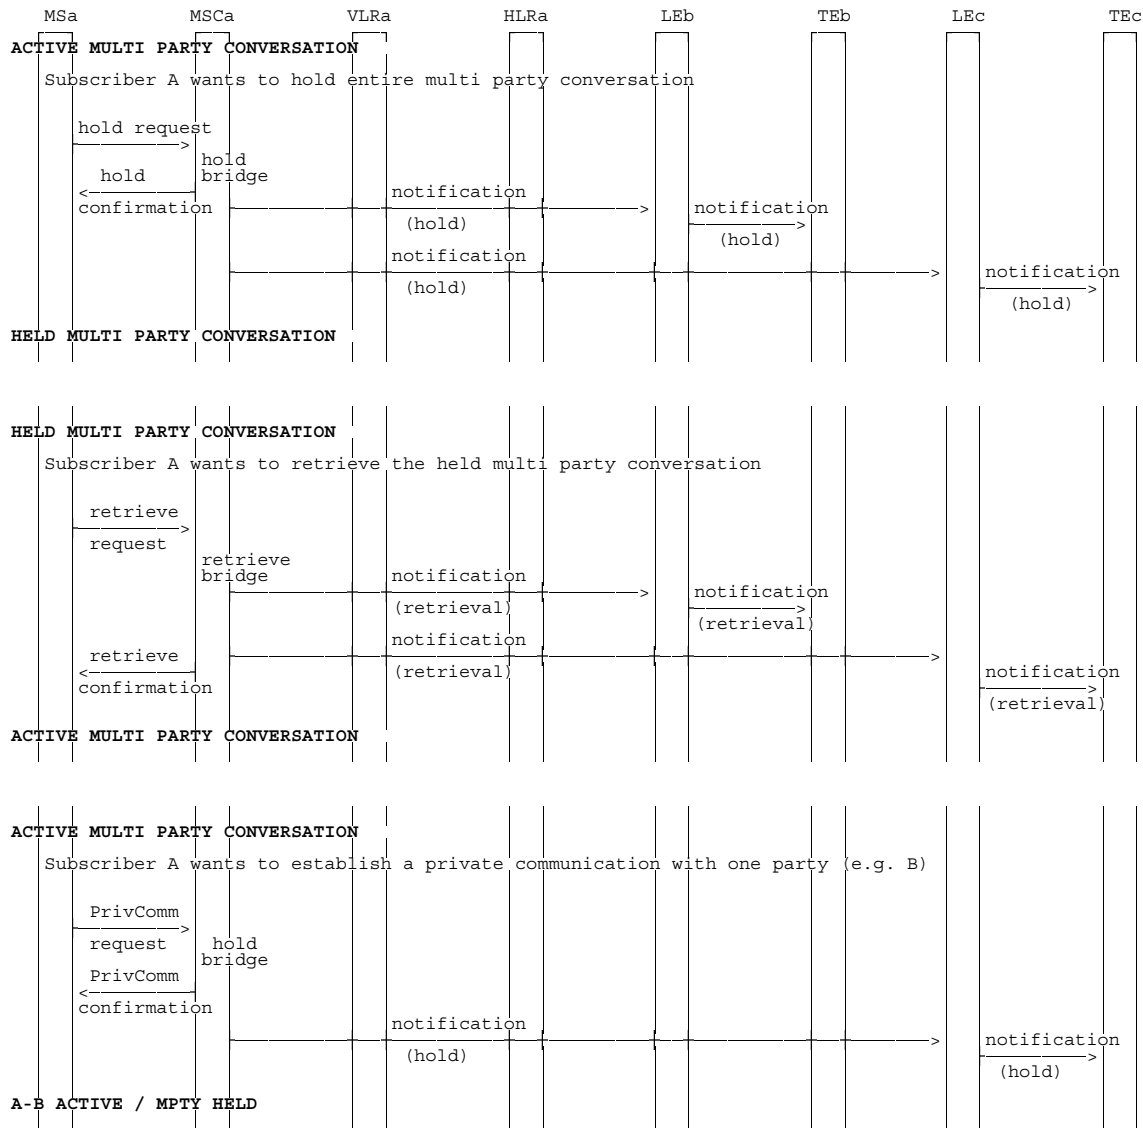 MSa MSCa VLRa HLRa LEb TEb LEc TEc
ACTIVE MULTI PARTY CONVERSATION
Subscriber A wants to hold entire multi party conversation
hold request
hold
bridge
hold
confirmation
notification
(hold)
notification
(hold)
notification
(hold)
notification
(hold)
HELD MULTI PARTY CONVERSATION
HELD MULTI PARTY CONVERSATION
Subscriber A wants to retrieve the held multi party conversation
retrieve
request
retrieve
bridge
notification
(retrieval)
notification
(retrieval)
notification
(retrieval)
retrieve
confirmation
notification
(retrieval)
ACTIVE MULTI PARTY CONVERSATION
ACTIVE MULTI PARTY CONVERSATION
Subscriber A wants to establish a private communication with one party (e.g. B)
PrivComm
request
hold
bridge
PrivComm
confirmation
notification
(hold)
notification
(hold)
A-B ACTIVE / MPTY HELD